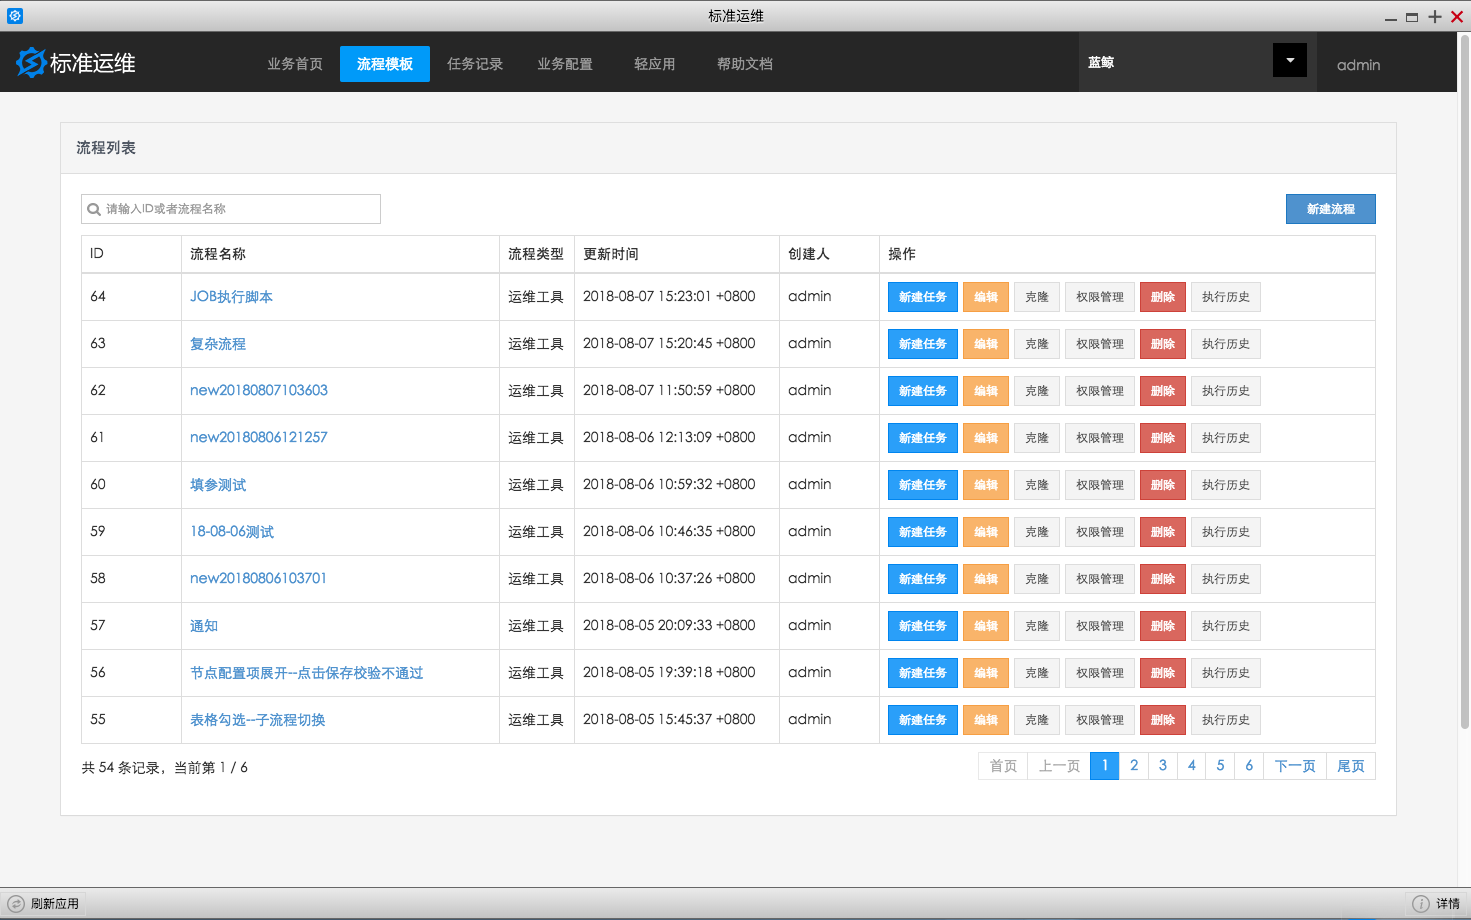 标准运维
标准运维 业务首页 流程模板 任务记录 业务配置 轻应用 帮助文档 蓝鲸 admin
流程列表
请输入ID或者流程名称 新建流程
ID 流程名称 流程类型 更新时间 创建人 操作
64 JOB执行脚本 运维工具 2018-08-07 15:23:01 +0800 admin 新建任务 编辑 克隆 权限管理 删除 执行历史
63 复杂流程 运维工具 2018-08-07 15:20:45 +0800 admin 新建任务 编辑 克隆 权限管理 删除 执行历史
62 new20180807103603 运维工具 2018-08-07 11:50:59 +0800 admin 新建任务 编辑 克隆 权限管理 删除 执行历史
61 new20180806121257 运维工具 2018-08-06 12:13:09 +0800 admin 新建任务 编辑 克隆 权限管理 删除 执行历史
60 填参测试 运维工具 2018-08-06 10:59:32 +0800 admin 新建任务 编辑 克隆 权限管理 删除 执行历史
59 18-08-06测试 运维工具 2018-08-06 10:46:35 +0800 admin 新建任务 编辑 克隆 权限管理 删除 执行历史
58 new20180806103701 运维工具 2018-08-06 10:37:26 +0800 admin 新建任务 编辑 克隆 权限管理 删除 执行历史
57 通知 运维工具 2018-08-05 20:09:33 +0800 admin 新建任务 编辑 克隆 权限管理 删除 执行历史
56 节点配置项展开--点击保存校验不通过 运维工具 2018-08-05 19:39:18 +0800 admin 新建任务 编辑 克隆 权限管理 删除 执行历史
55 表格勾选--子流程切换 运维工具 2018-08-05 15:45:37 +0800 admin 新建任务 编辑 克隆 权限管理 删除 执行历史
共 54 条记录，当前第 1 / 6 首页 上一页 1 2 3 4 5 6 下一页 尾页
刷新应用 详情